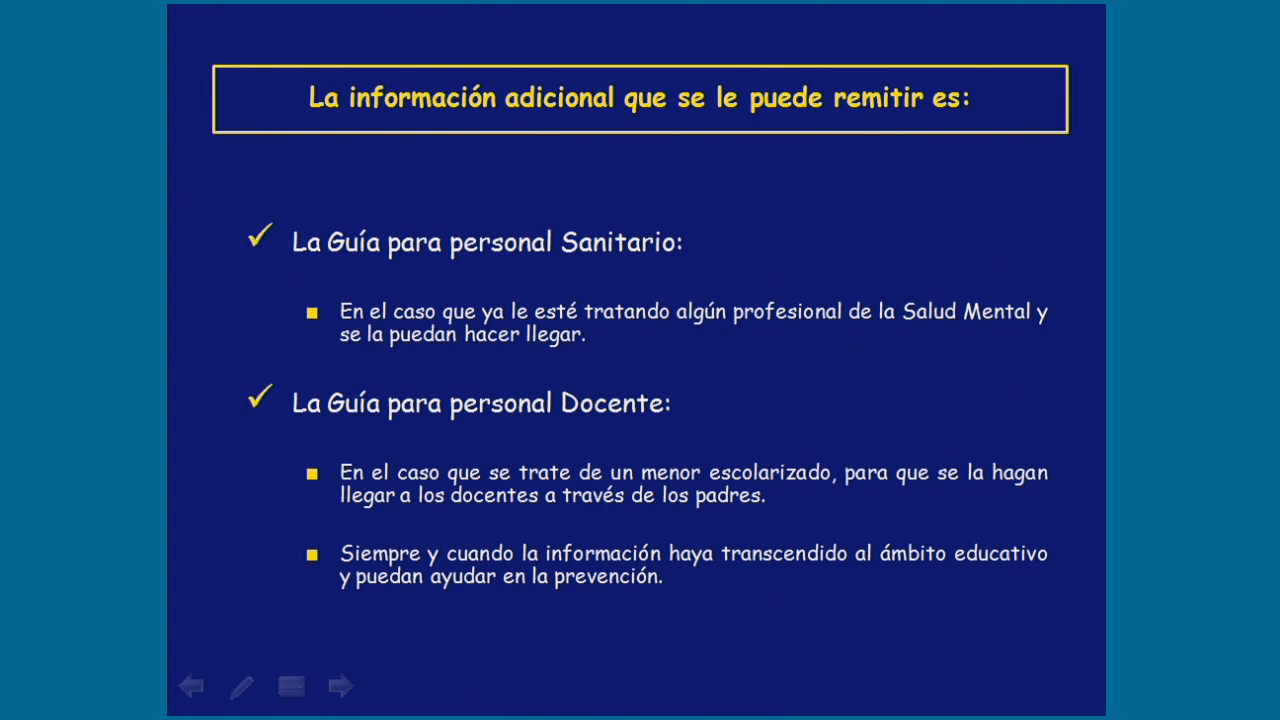 La información adicional que se le puede remitir es:
La Guía para personal Sanitario:
En el caso que ya le esté tratando algún profesional de la Salud Mental y
se la puedan hacer llegar.
La Guía para personal Docente:
En el caso que se trate de un menor escolarizado, para que se la hagan
llegar a los docentes a través de los padres.
Siempre y cuando la información haya transcendido al ámbito educativo
y puedan ayudar en la prevención.